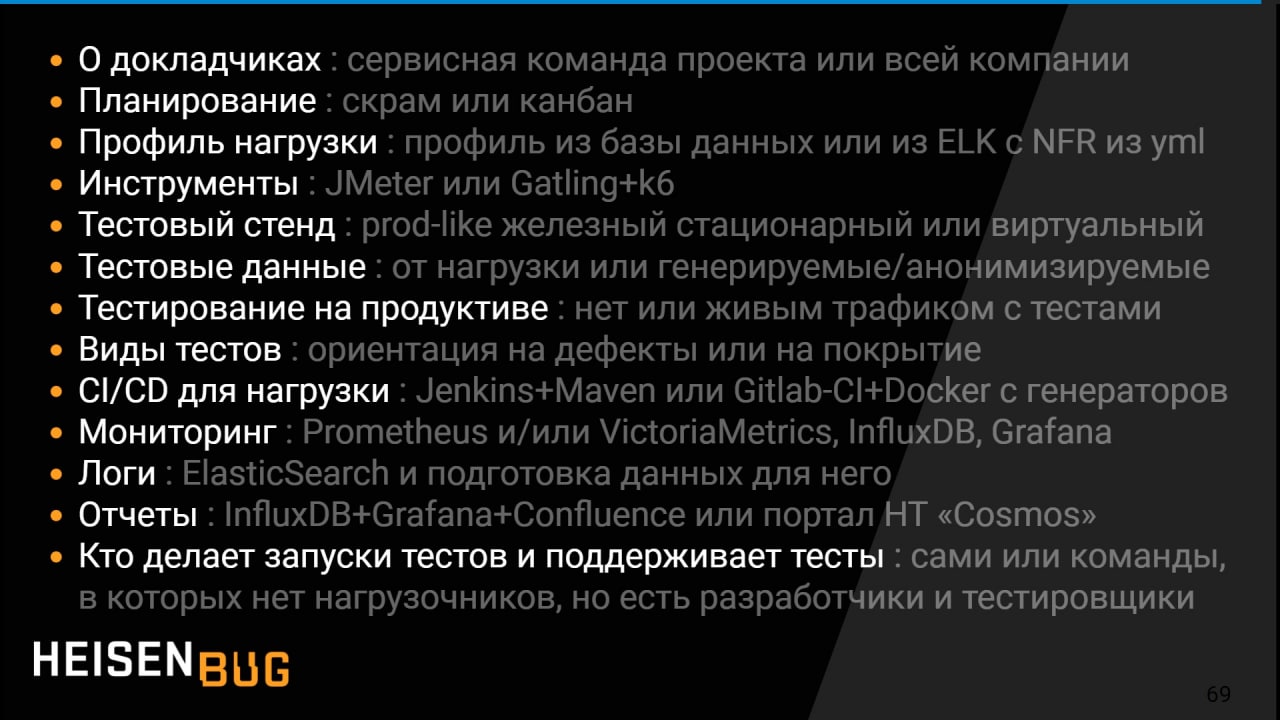 • О докладчиках : сервисная команда проекта или всей компании
• Планирование : скрам или канбан
• Профиль нагрузки : профиль из базы данных или из ELK с NFR из yml
• Инструменты : JMeter или Gatling+k6
• Тестовый стенд : prod-like железный стационарный или виртуальный
• Тестовые данные : от нагрузки или генерируемые/анонимизируемые
• Тестирование на продуктиве : нет или живым трафиком с тестами
• Виды тестов : ориентация на дефекты или на покрытие
• CI/CD для нагрузки : Jenkins+Maven или Gitlab-CI+Docker с генераторов
• Мониторинг : Prometheus и/или VictoriaMetrics, InfluxDB, Grafana
• Логи : ElasticSearch и подготовка данных для него
• Отчеты : InfluxDB+Grafana+Confluence или портал НТ «Cosmos»
• Кто делает запуски тестов и поддерживает тесты : сами или команды,
в которых нет нагрузочников, но есть разработчики и тестировщики
HEISENBUG
69